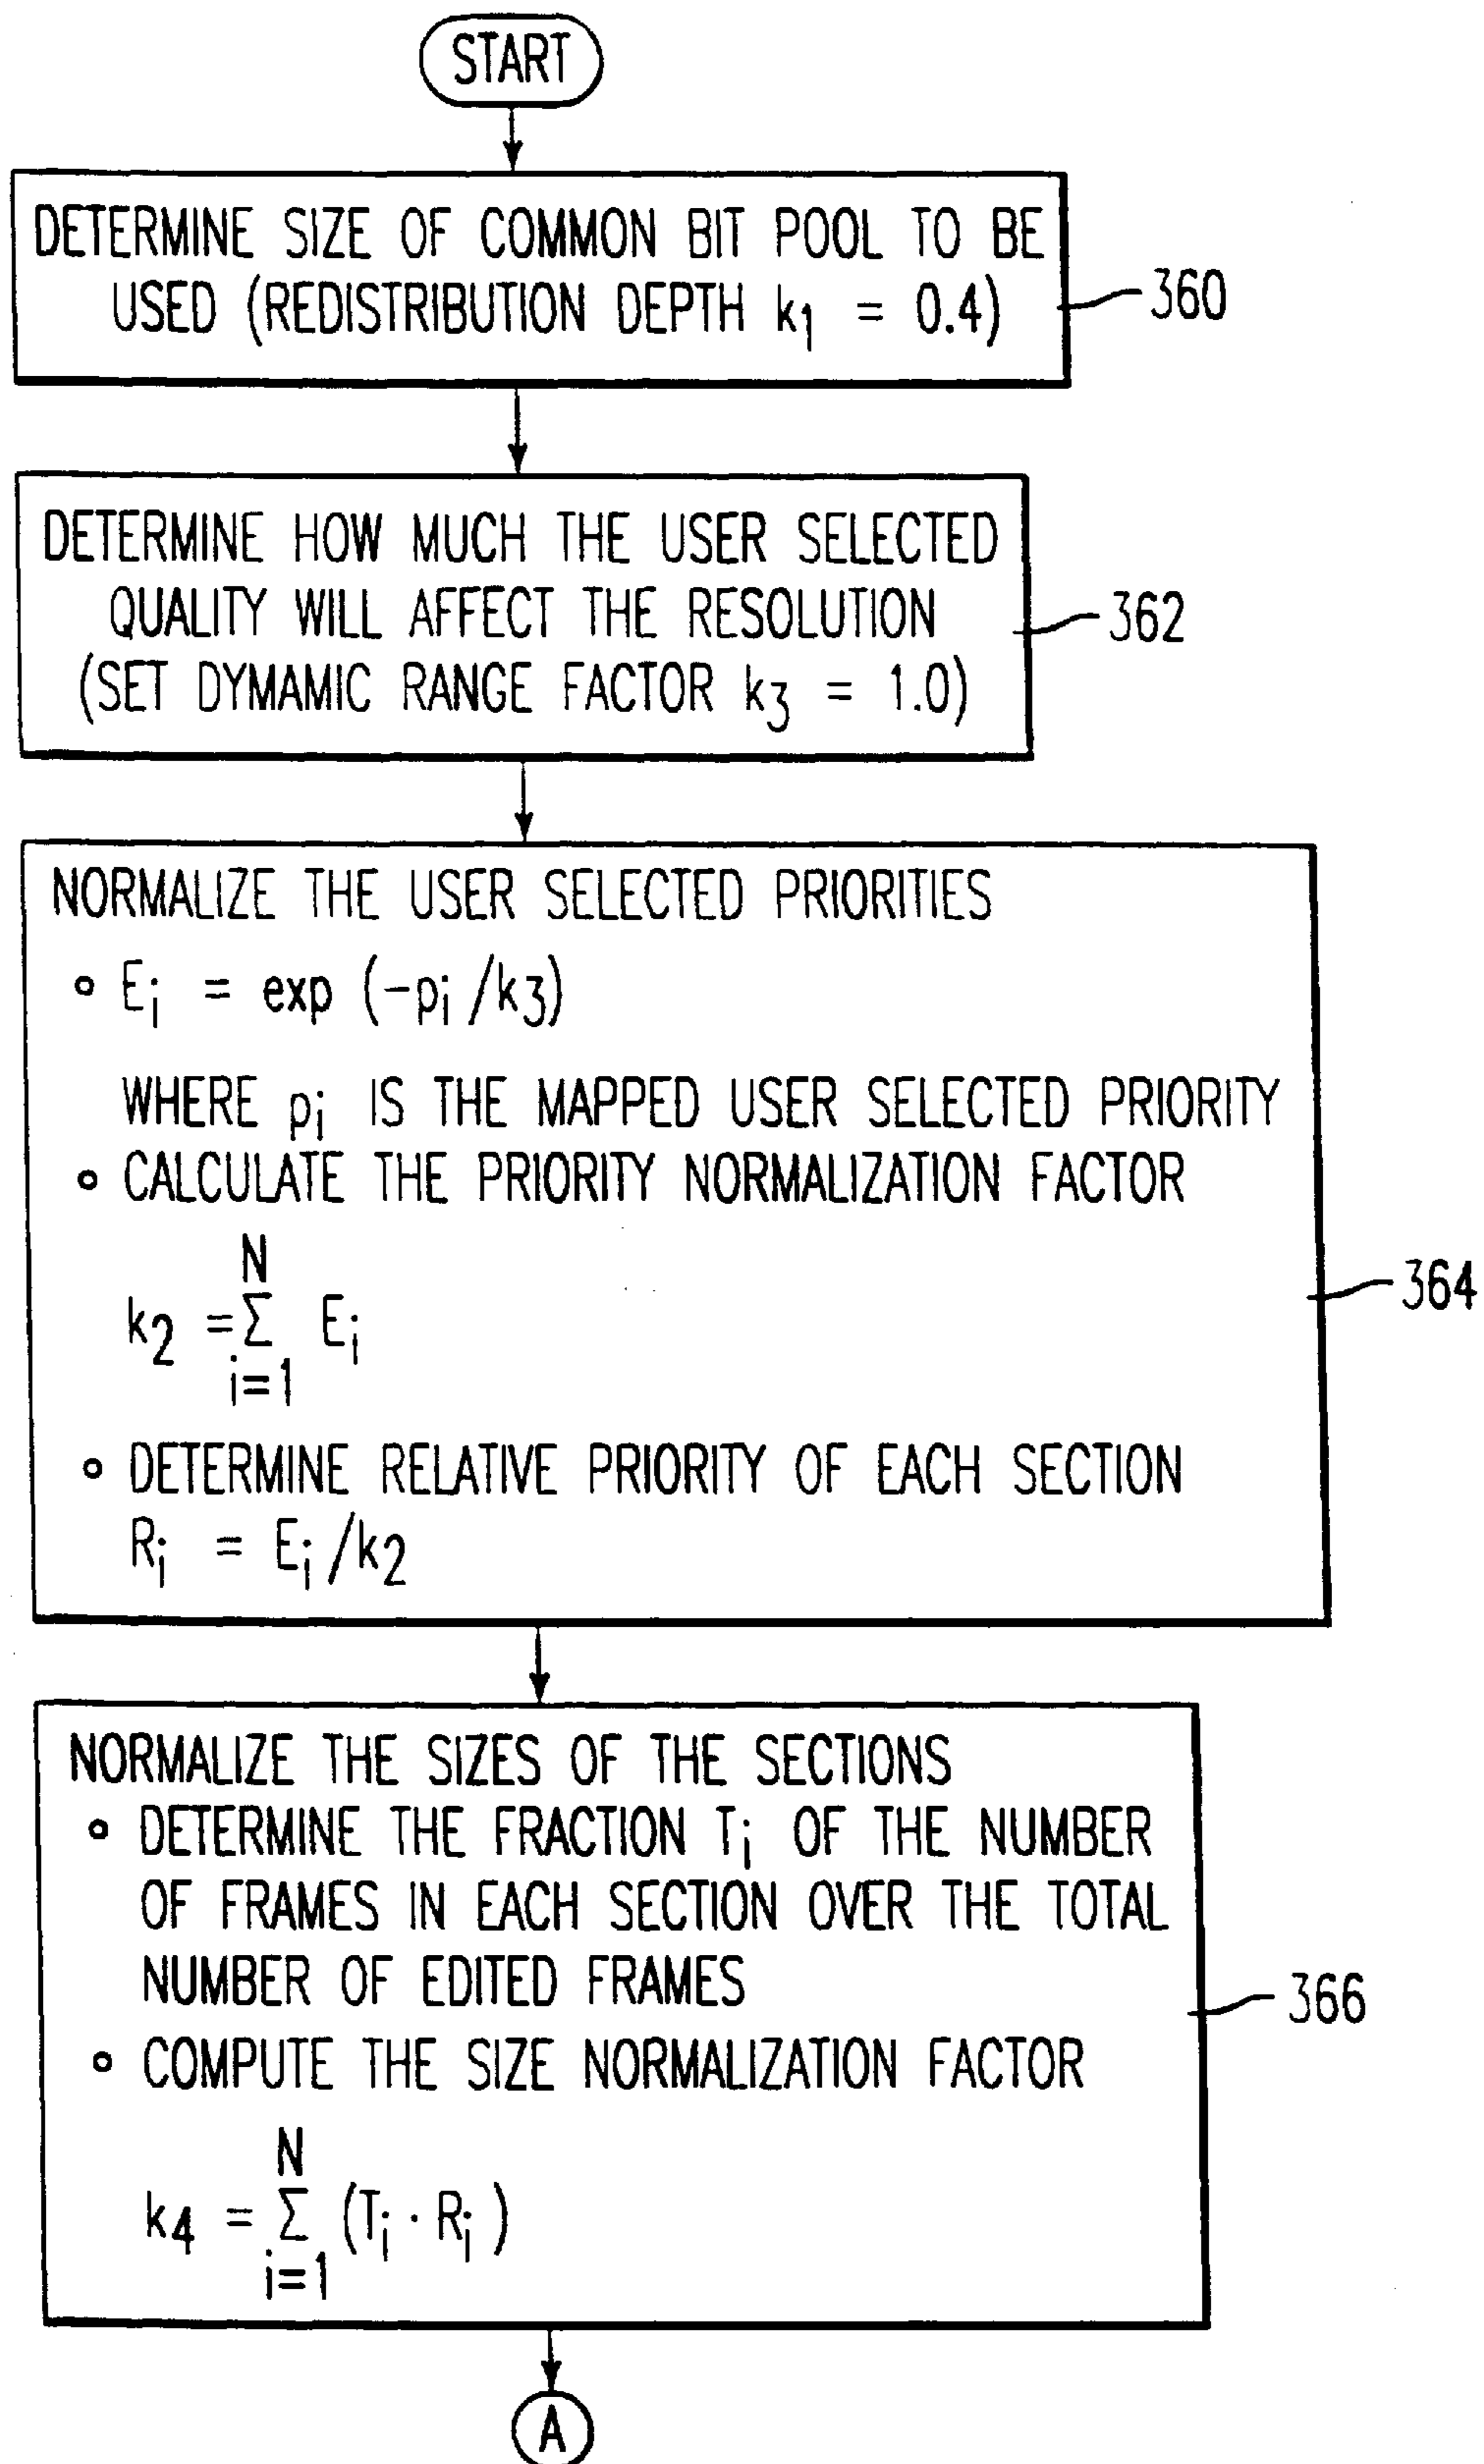 START
DETERMINE SIZE OF COMMON BIT POOL TO BE
USED (REDISTRIBUTION DEPTH k1 = 0.4)
360
DETERMINE HOW MUCH THE USER SELECTED
QUALITY WILL AFFECT THE RESOLUTION
(SET DYMAMIC RANGE FACTOR k3 = 1.0)
362
NORMALIZE THE USER SELECTED PRIORITIES
o Ei = exp (-pi /k3)
WHERE pi IS THE MAPPED USER SELECTED PRIORITY
o CALCULATE THE PRIORITY NORMALIZATION FACTOR
N
k2 = Σ Ei
i=1
364
o DETERMINE RELATIVE PRIORITY OF EACH SECTION
Ri = Ei /k2
NORMALIZE THE SIZES OF THE SECTIONS
o DETERMINE THE FRACTION Ti OF THE NUMBER
OF FRAMES IN EACH SECTION OVER THE TOTAL
NUMBER OF EDITED FRAMES
366
o COMPUTE THE SIZE NORMALIZATION FACTOR
N
k4 = Σ (Ti · Ri )
i=1
A